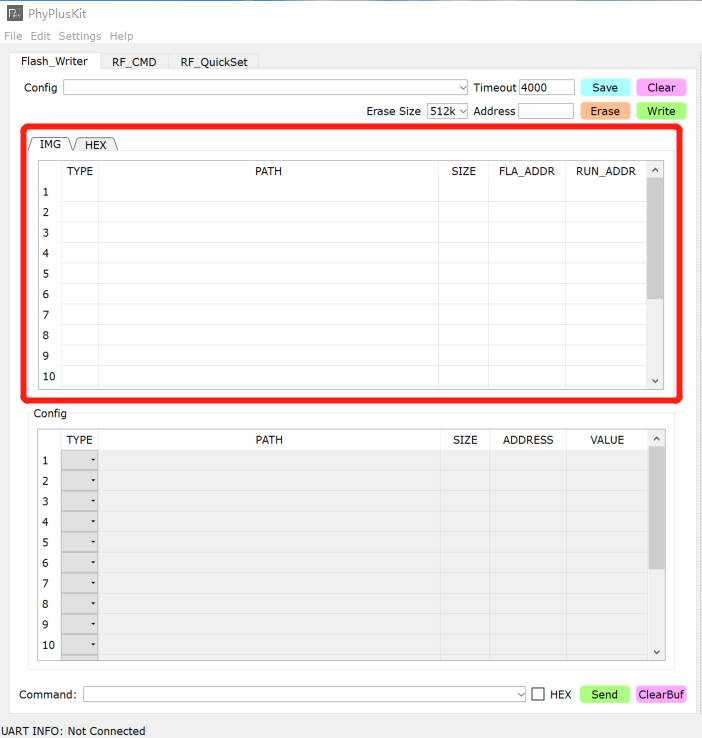 PhyPlusKit
File Edit Settings Help
Flash_Writer RF_CMD RF_QuickSet
Config Timeout 4000 Save Clear
Erase Size 512k Address Erase Write
IMG HEX
TYPE PATH SIZE FLA_ADDR RUN_ADDR
1
2
3
4
5
6
7
8
9
10
Config
TYPE PATH SIZE ADDRESS VALUE
1
2
3
4
5
6
7
8
9
10
Command: HEX Send ClearBuf
UART INFO: Not Connected